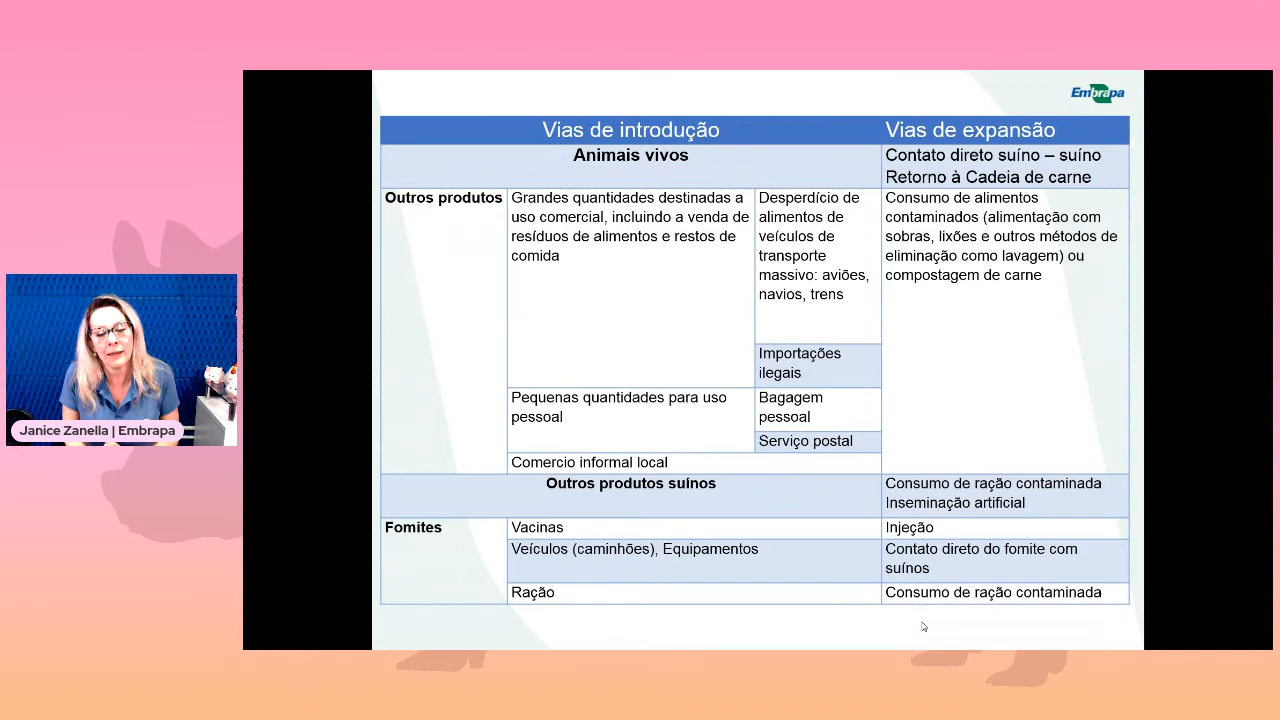 Embrapa
Vias de introdução
Vias de expansão
Animais vivos
Contato direto suíno – suíno
Retorno à Cadeia de carne
Outros produtos
Grandes quantidades destinadas a
uso comercial, incluindo a venda de
resíduos de alimentos e restos de
comida
Desperdício de
alimentos de
veículos de
transporte
massivo: aviões,
navios, trens
Consumo de alimentos
contaminados (alimentação com
sobras, lixões e outros métodos de
eliminação como lavagem) ou
compostagem de carne
Importações
ilegais
Pequenas quantidades para uso
pessoal
Bagagem
pessoal
Serviço postal
Comercio informal local
Outros produtos suínos
Consumo de ração contaminada
Inseminação artificial
Fomites
Vacinas
Injeção
Veículos (caminhões), Equipamentos
Contato direto do fomite com
suínos
Ração
Consumo de ração contaminada
Janice Zanella | Embrapa